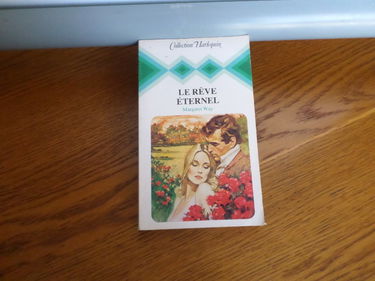 Collection Harlequin
LE RÊVE
ÉTERNEL
Margaret Way